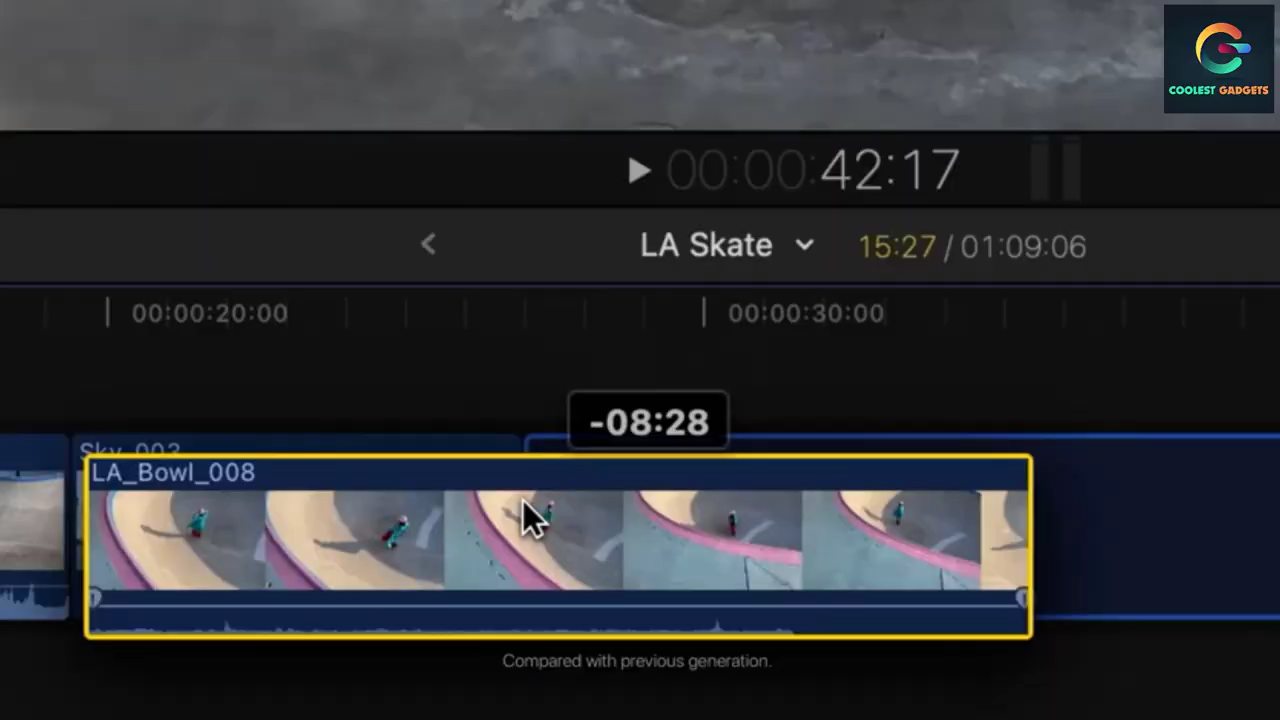 COOLEST GADGETS
00:00:42:17
LA Skate 15:27 / 01:09:06
00:00:20:00 00:00:30:00
-08:28
Sky_003
LA_Bowl_008
Compared with previous generation.